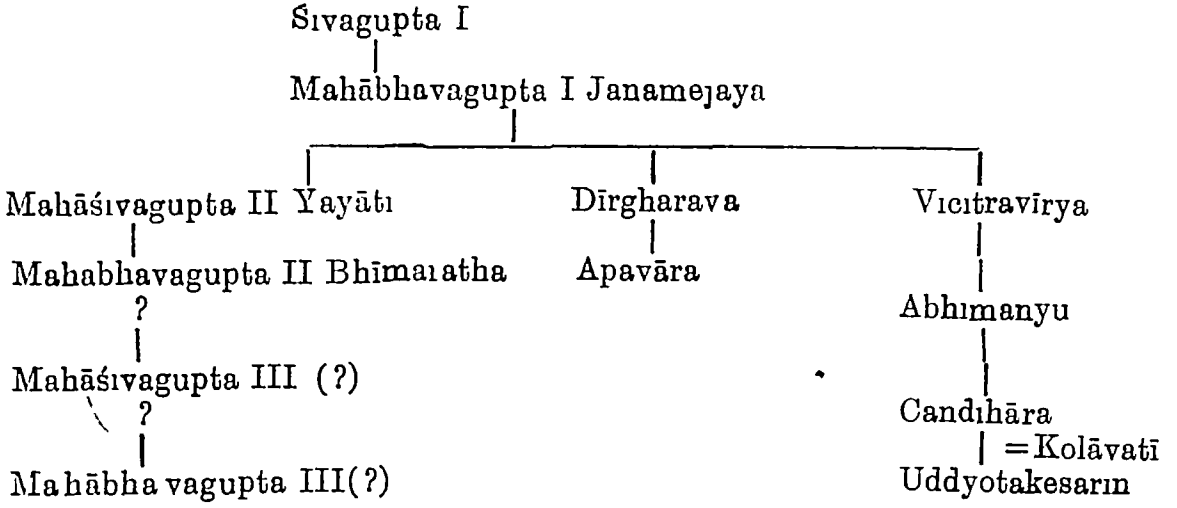 Śivagupta I
Mahābhavagupta I Janamejaya
Mahāśivagupta II Yayāti Dīrgharava Vicitravīrya
Mahabhavagupta II Bhīmaratha Apavāra
? Abhimanyu
Mahāśivagupta III (?)
? Candihāra
= Kolāvatī
Mahābhavagupta III(?) Uddyotakesarin